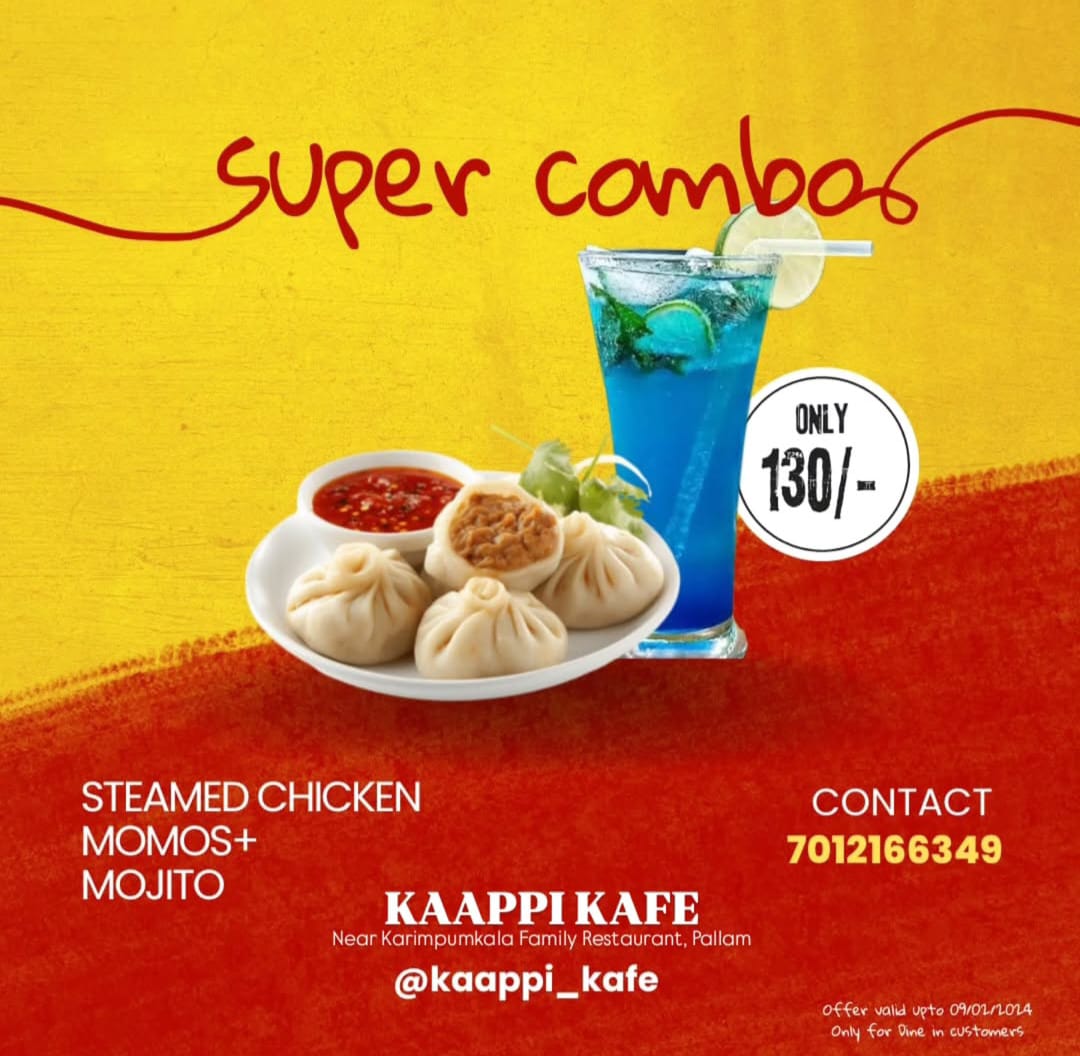 super combo
ONLY
130/-
STEAMED CHICKEN
MOMOS+
MOJITO
CONTACT
7012166349
KAAPPI KAFE
Near Karimpumkala Family Restaurant, Pallam
@kaappi_kafe
Offer valid upto 09/02/2024
Only for Dine in customers